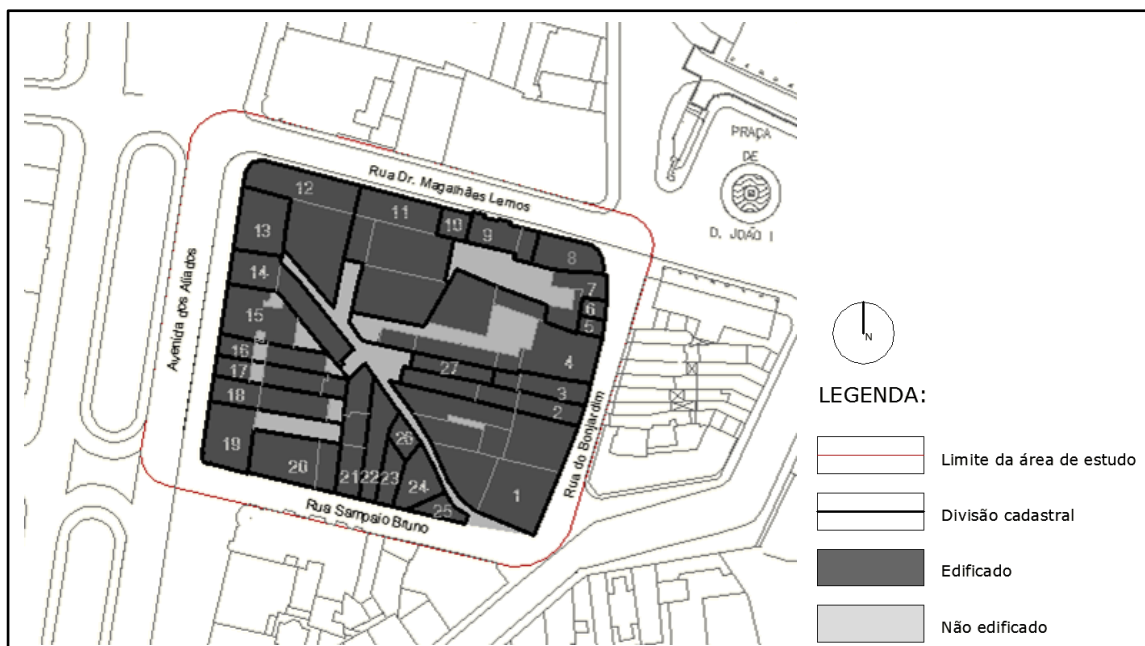 PRAÇA
DE
D. JOÃO I
Rua Dr. Magalhães Lemos
Avenida dos Aliados
Rua do Bonjardim
Rua Sampaio Bruno
12
11
10
9
8
13
7
14
6
5
15
4
16
27
17
3
18
2
26
19
20
21
22
23
24
25
1
N
LEGENDA:
Limite da área de estudo
Divisão cadastral
Edificado
Não edificado